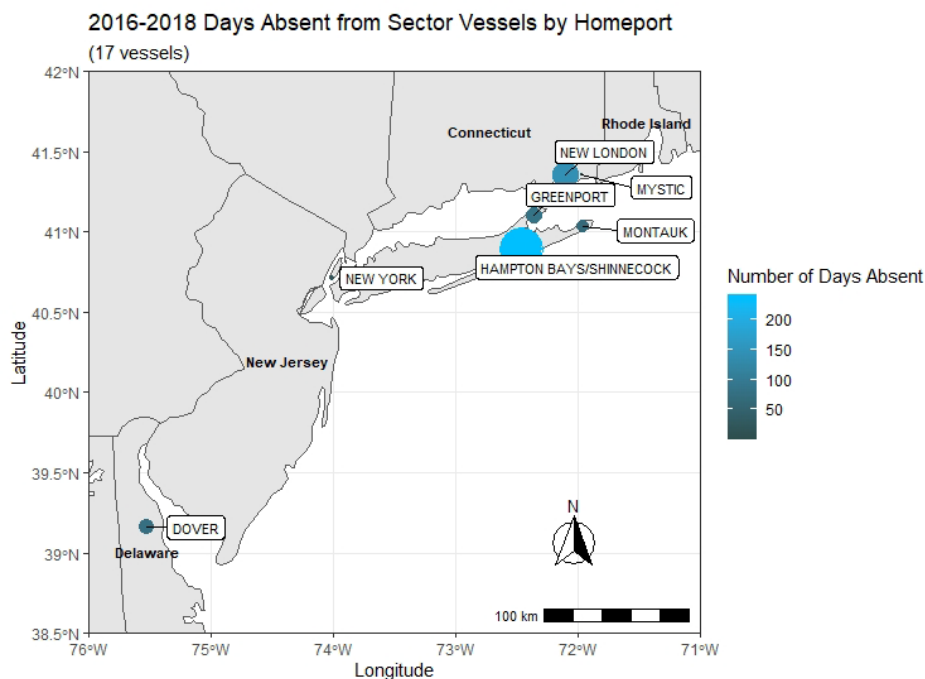 2016-2018 Days Absent from Sector Vessels by Homeport
(17 vessels)
42°N
41.5°N
41°N
40.5°N
40°N
39.5°N
39°N
38.5°N
Latitude
Connecticut
Rhode Island
NEW LONDON
MYSTIC
GREENPORT
MONTAUK
HAMPTON BAYS/SHINNECOCK
NEW YORK
New Jersey
DOVER
Delaware
N
100 km
76°W
75°W
74°W
73°W
72°W
71°W
Longitude
Number of Days Absent
200
150
100
50